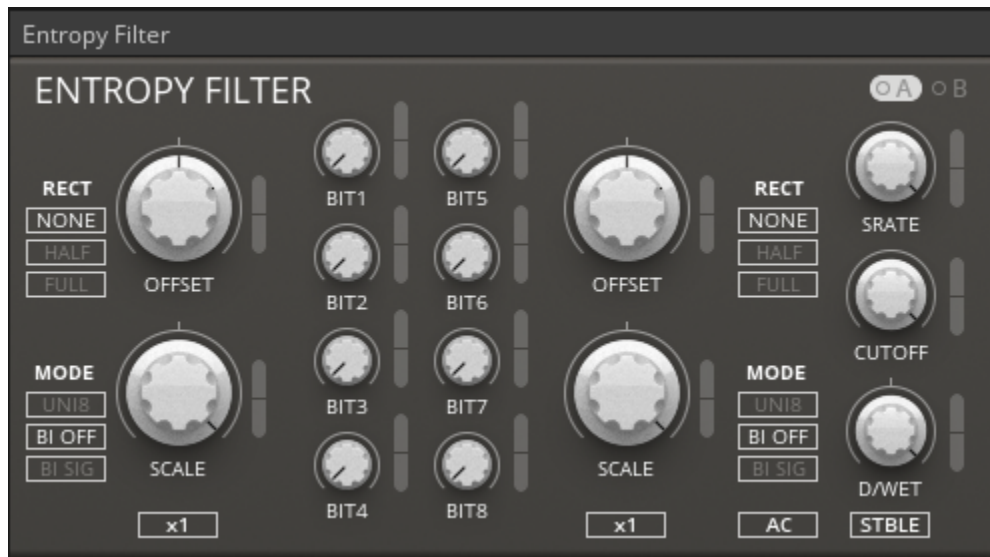 Entropy Filter
ENTROPY FILTER
A B
RECT
NONE
HALF
FULL
OFFSET
MODE
UNI8
BI OFF
BI SIG
SCALE
x1
BIT1
BIT2
BIT3
BIT4
BIT5
BIT6
BIT7
BIT8
OFFSET
SCALE
x1
RECT
NONE
HALF
FULL
MODE
UNI8
BI OFF
BI SIG
AC
SRATE
CUTOFF
D/WET
STBLE